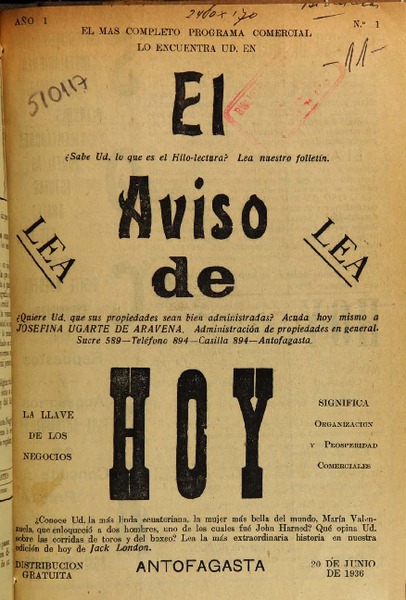 2400 x 170
AÑO 1
N.º 1
EL MAS COMPLETO PROGRAMA COMERCIAL
LO ENCUENTRA UD. EN
-11-
510117
El
¿Sabe Ud. lo que es el Hilo-lectura? Lea nuestro folletín.
Aviso
LEA
LEA
de
¿Quiere Ud. que sus propiedades sean bien administradas? Acuda hoy mismo a
JOSEFINA UGARTE DE ARAVENA. Administración de propiedades en general-
Sucre 589—Teléfono 894—Casilla 894—Antofagasta.
HOY
LA LLAVE
DE LOS
NEGOCIOS
SIGNIFICA
ORGANIZACION
Y PROSPERIDAD
COMERCIALES
¿Conoce Ud. la más linda ecuatoriana, la mujer más bella del mundo, María Valen-
zuela, que enloqueció a dos hombres, uno de los cuales fué John Harned? Qué opina Ud.
sobre las corridas de toros y del boxeo? Lea la más extraordinaria historia en nuestra
edición de hoy de Jack London.
DISTRIBUCION
GRATUITA
ANTOFAGASTA
20 DE JUNIO
DE 1936